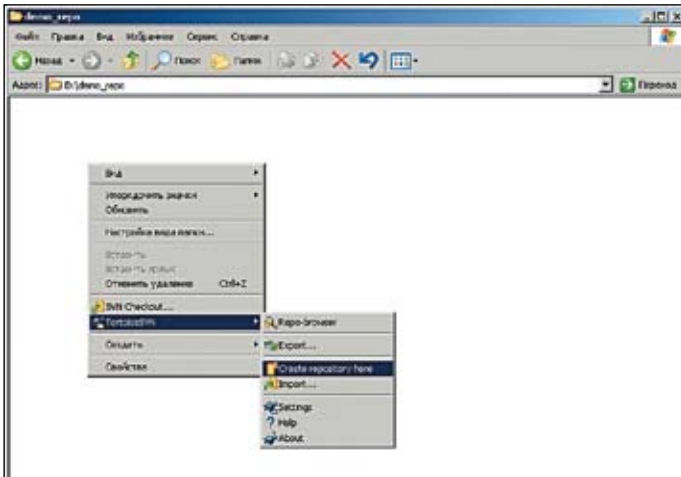 demo_repo
Файл Правка Вид Избранное Сервис Справка
Назад Поиск Папки
Адрес: D:\demo_repo Переход
Вид
Упорядочить значки
Обновить
Настройка вида папки...
Вставить
Вставить ярлык
Отменить удаление Ctrl+Z
SVN Checkout...
TortoiseSVN
Repo-browser
Создать
Export...
Свойства
Create repository here
Import...
Settings
Help
About